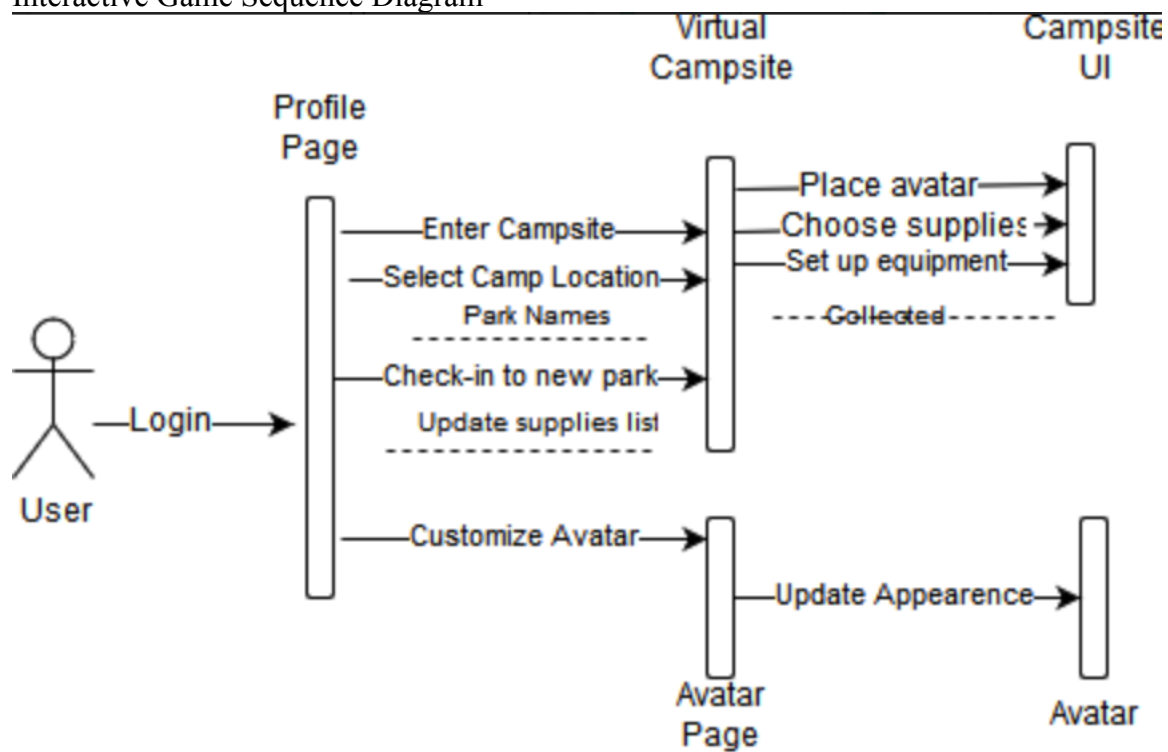 Interactive Game Sequence Diagram
Virtual
Campsite
Campsite
UI
Profile
Page
Place avatar
Enter Campsite
Choose supplies
Set up equipment
Select Camp Location
Park Names
Collected
Check-in to new park
Login
Update supplies list
User
Customize Avatar
Update Appearence
Avatar
Page
Avatar